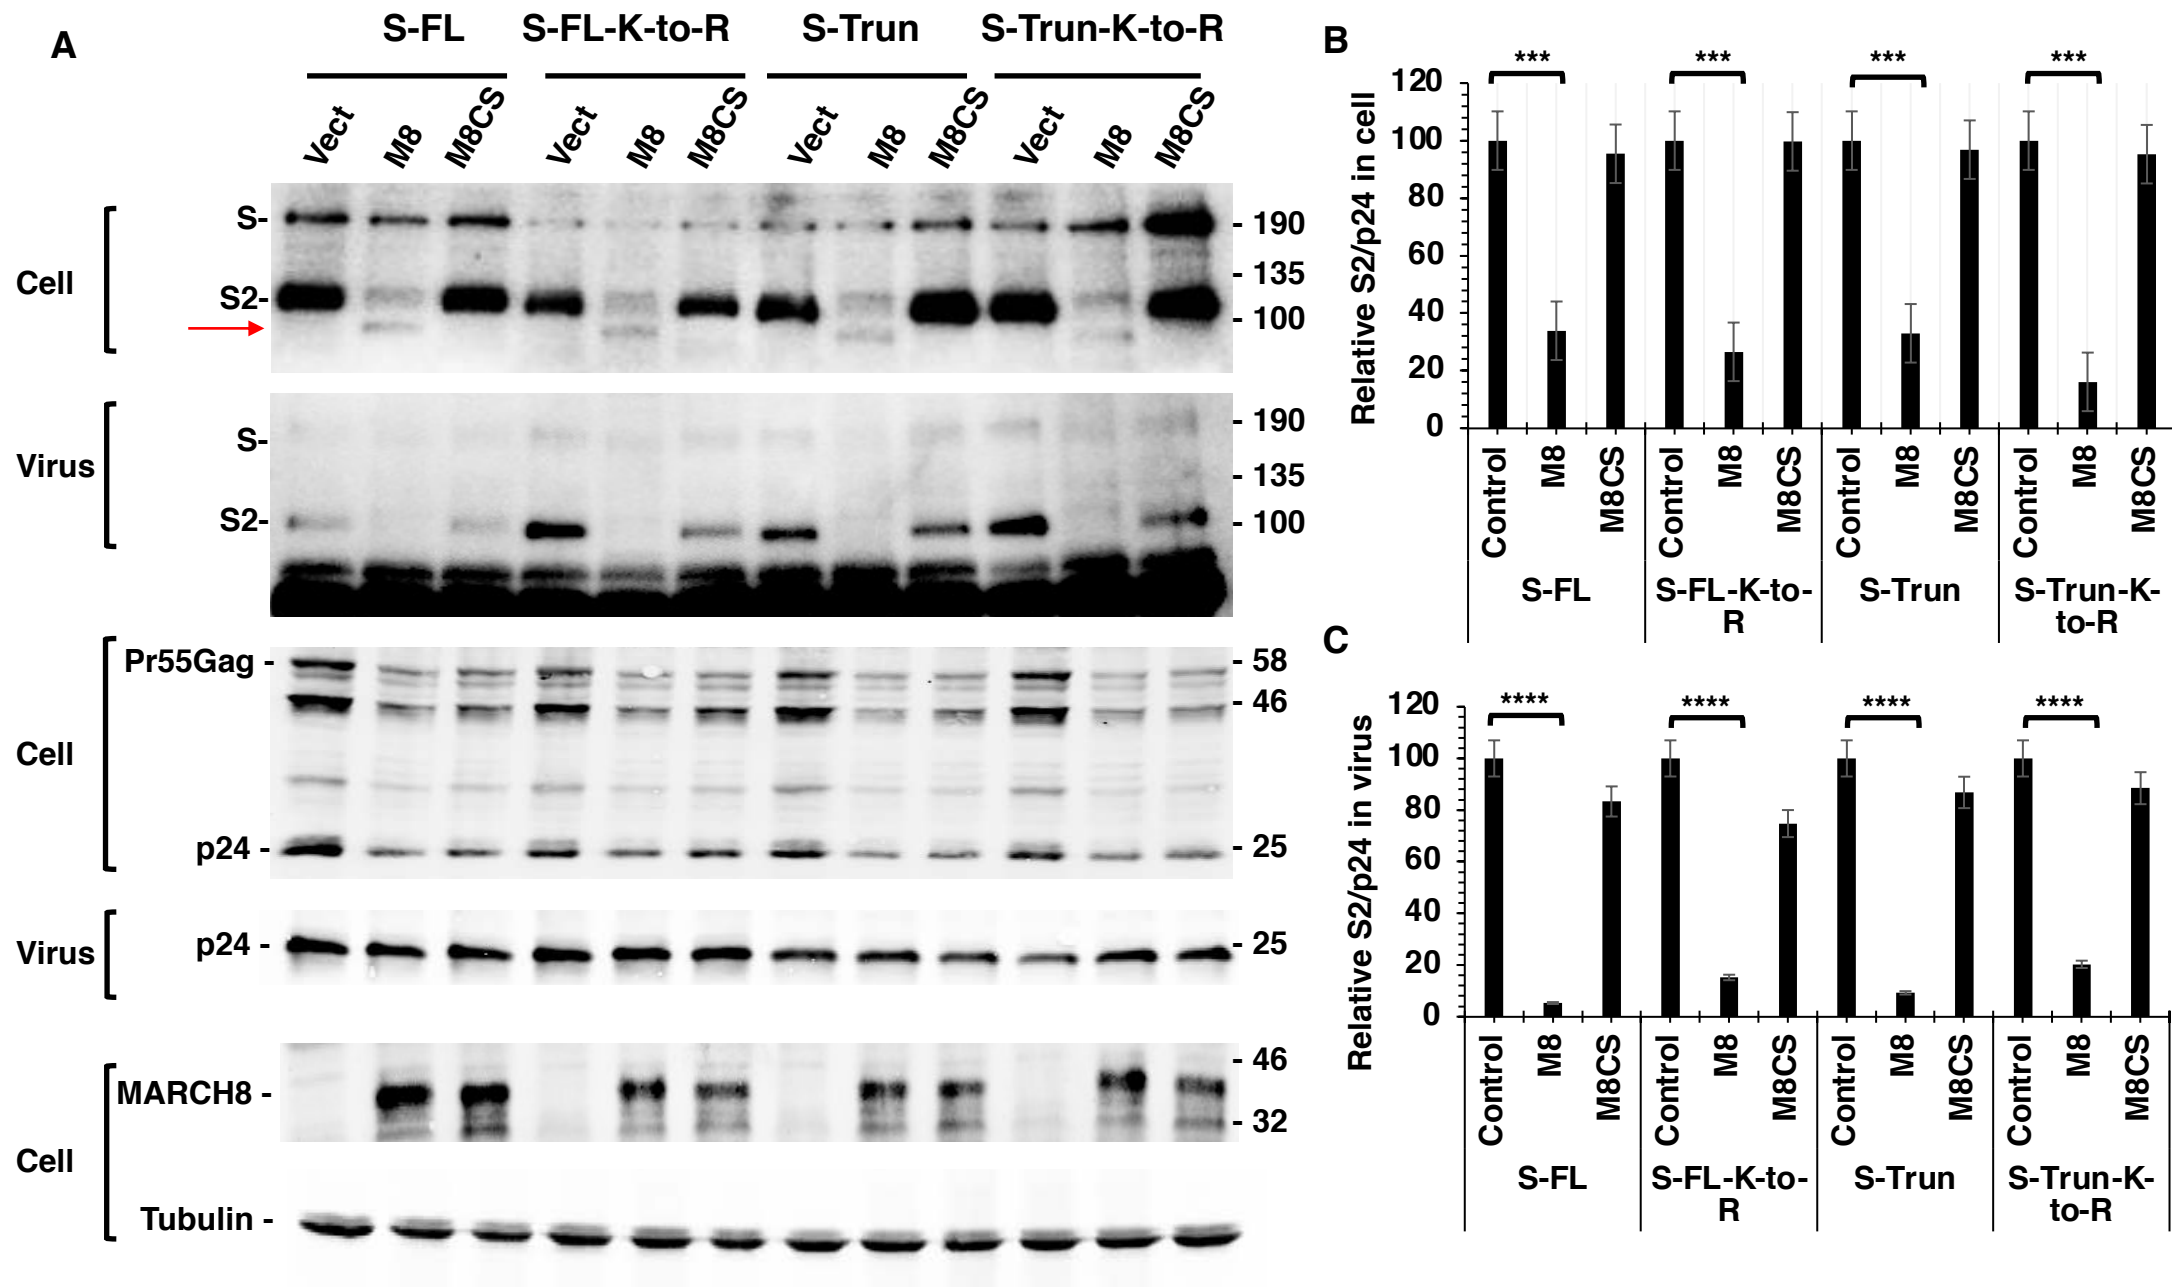 A
S-FL S-FL-K-to-R S-Trun S-Trun-K-to-R
Vect M8 M8CS Vect M8 M8CS Vect M8 M8CS Vect M8 M8CS
Cell
S-
S2-
- 190
135
- 100
Virus
S-
S2-
- 190
- 135
- 100
Cell
Pr55Gag -
p24 -
- 58
- 46
- 25
Virus
p24 -
- 25
Cell
MARCH8 -
Tubulin -
- 46
- 32
B
Relative S2/p24 in cell
120
100
80
60
40
20
0
*** *** *** ***
Control M8 M8CS Control M8 M8CS Control M8 M8CS Control M8 M8CS
S-FL S-FL-K-to-R S-Trun S-Trun-K-to-R
C
Relative S2/p24 in virus
120
100
80
60
40
20
0
**** **** **** ****
Control M8 M8CS Control M8 M8CS Control M8 M8CS Control M8 M8CS
S-FL S-FL-K-to-R S-Trun S-Trun-K-to-R